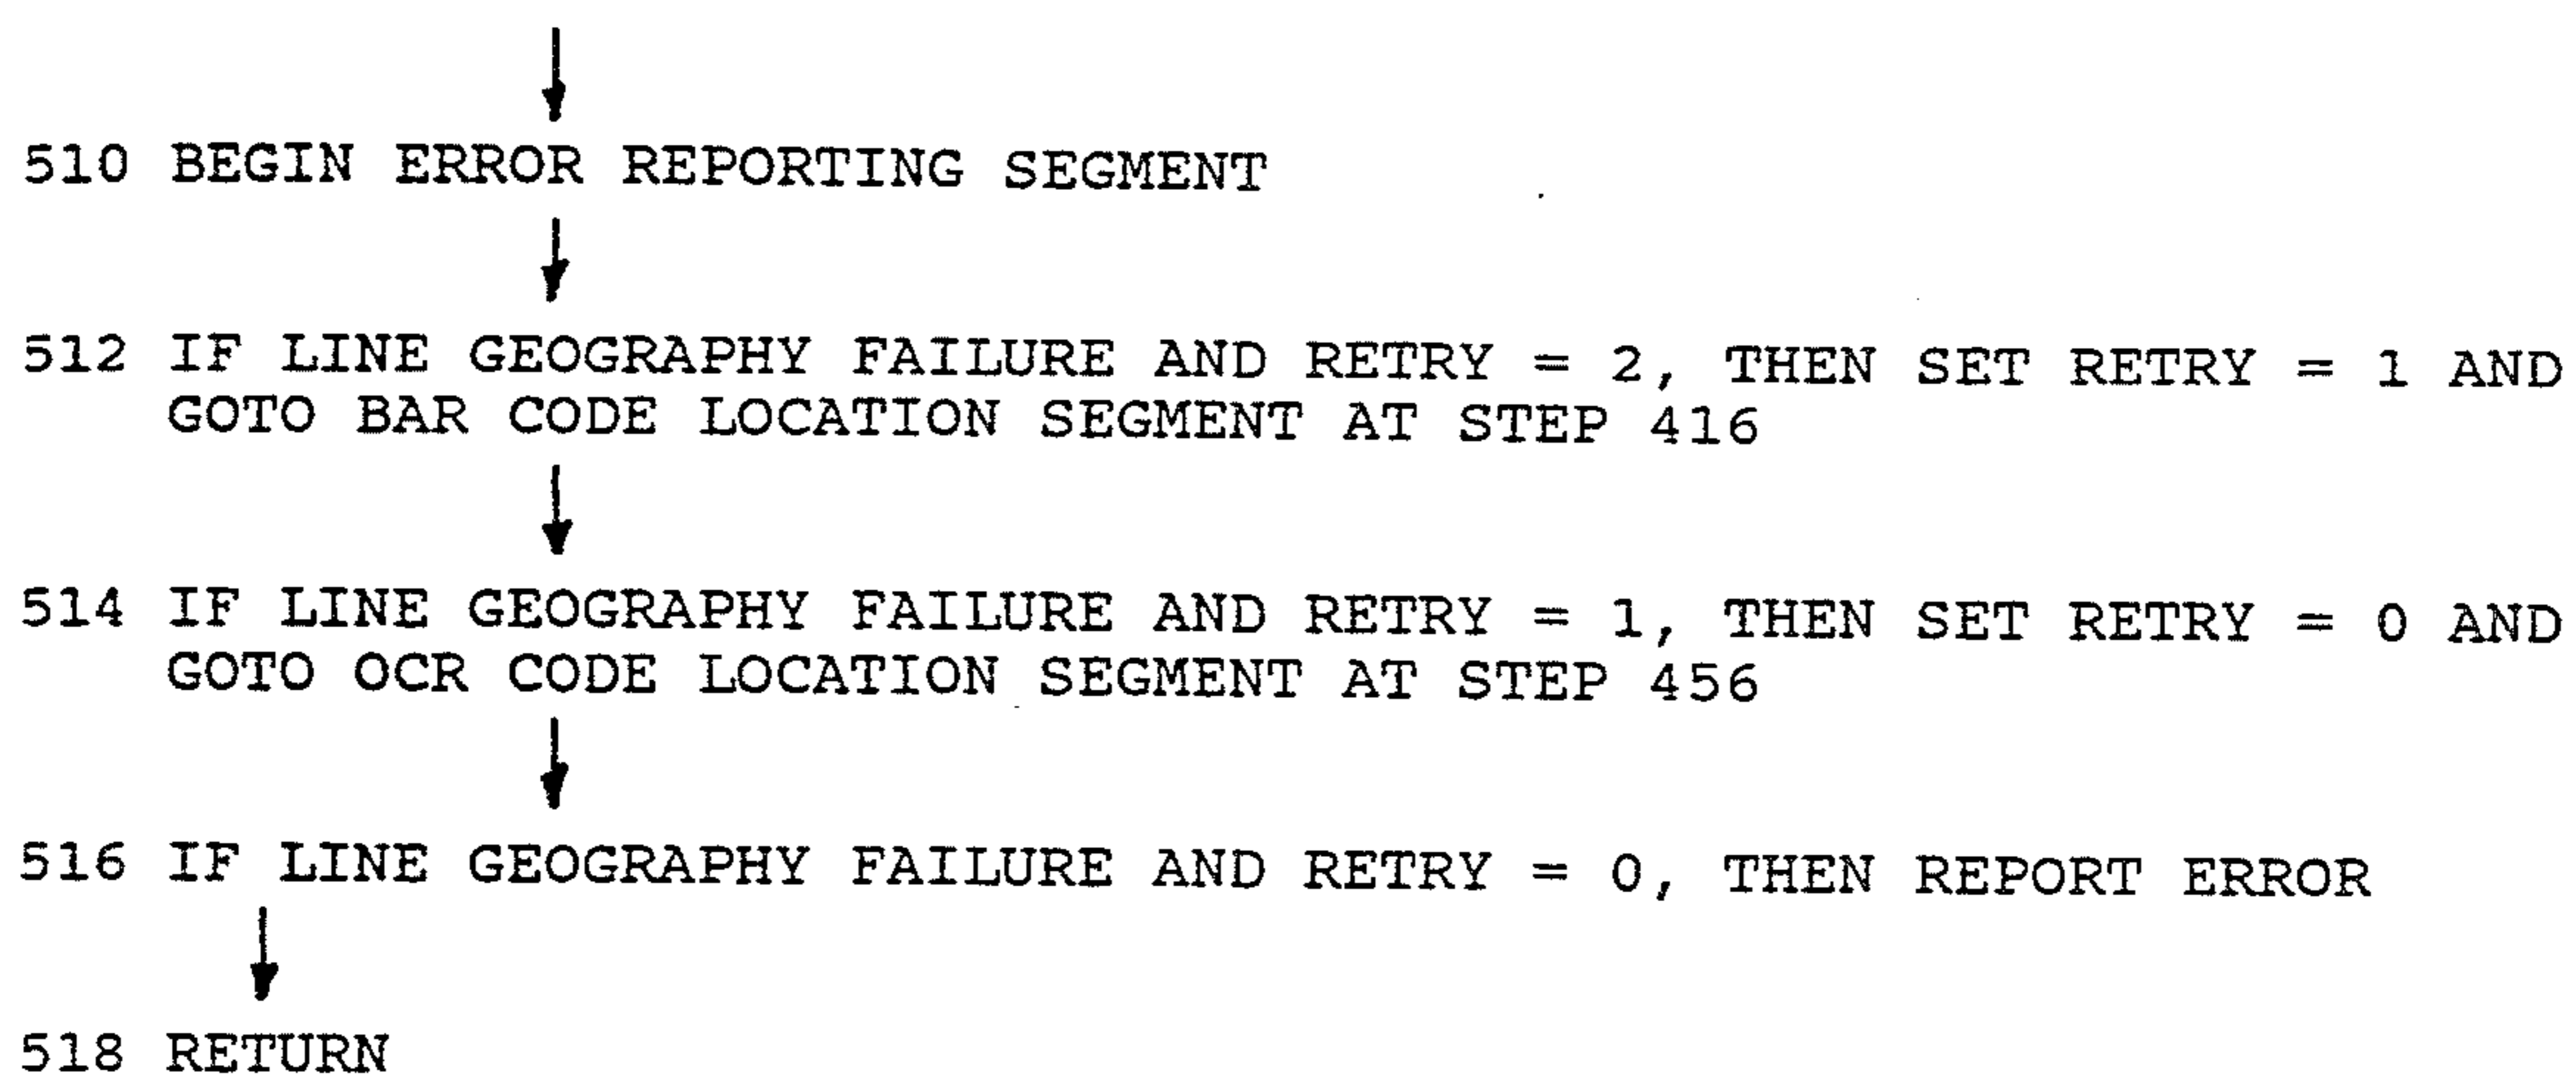 510 BEGIN ERROR REPORTING SEGMENT
512 IF LINE GEOGRAPHY FAILURE AND RETRY = 2, THEN SET RETRY = 1 AND
GOTO BAR CODE LOCATION SEGMENT AT STEP 416
514 IF LINE GEOGRAPHY FAILURE AND RETRY = 1, THEN SET RETRY = 0 AND
GOTO OCR CODE LOCATION SEGMENT AT STEP 456
516 IF LINE GEOGRAPHY FAILURE AND RETRY = 0, THEN REPORT ERROR
518 RETURN